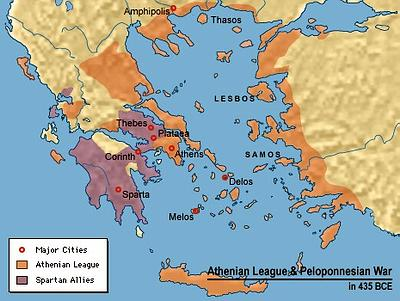 Amphipolis
Thasos
LESBOS
Thebes
Plataea
Corinth
Athens
SAMOS
Delos
Sparta
Melos
Major Cities
Athenian League
Spartan Allies
Athenian League & Peloponnesian War
in 435 BCE